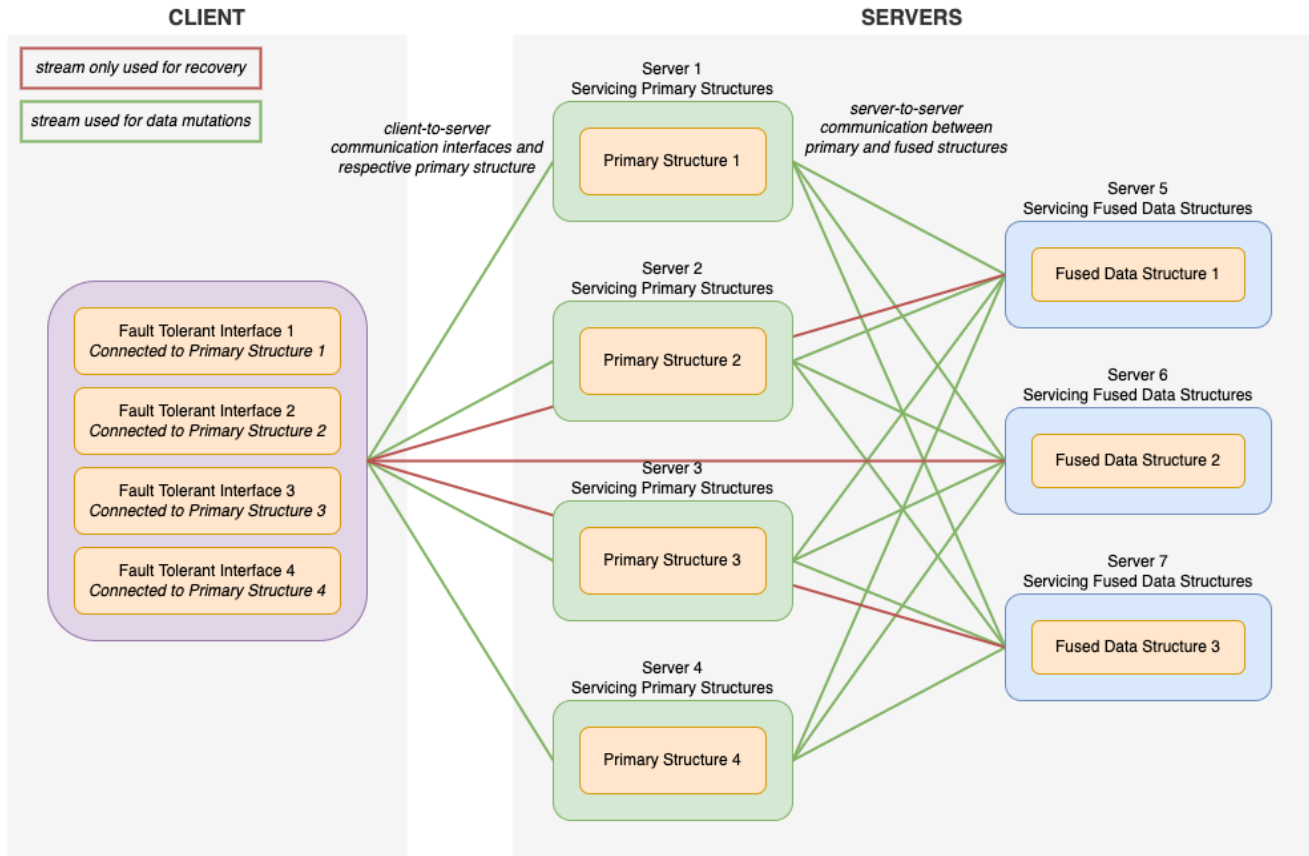 CLIENT
SERVERS
stream only used for recovery
stream used for data mutations
client-to-server
communication interfaces and
respective primary structure
Server 1
Servicing Primary Structures
Primary Structure 1
server-to-server
communication between
primary and fused structures
Server 2
Servicing Primary Structures
Primary Structure 2
Server 3
Servicing Primary Structures
Primary Structure 3
Server 4
Servicing Primary Structures
Primary Structure 4
Server 5
Servicing Fused Data Structures
Fused Data Structure 1
Server 6
Servicing Fused Data Structures
Fused Data Structure 2
Server 7
Servicing Fused Data Structures
Fused Data Structure 3
Fault Tolerant Interface 1
Connected to Primary Structure 1
Fault Tolerant Interface 2
Connected to Primary Structure 2
Fault Tolerant Interface 3
Connected to Primary Structure 3
Fault Tolerant Interface 4
Connected to Primary Structure 4